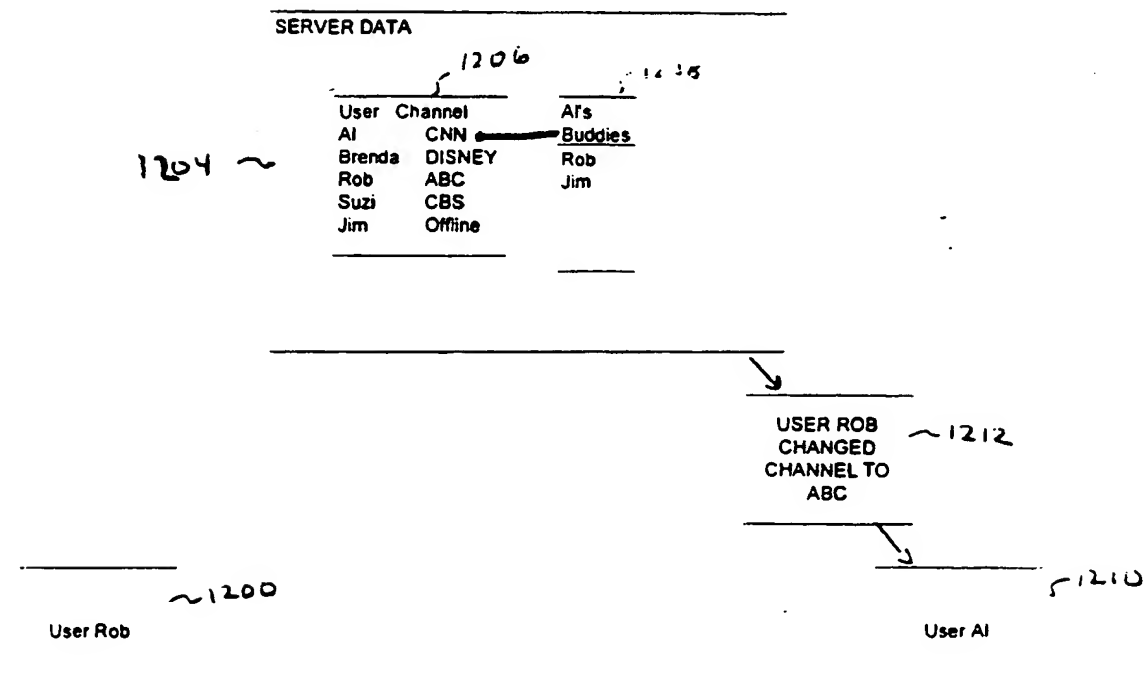 SERVER DATA
1206
User Channel
Al CNN
Brenda DISNEY
Rob ABC
Suzi CBS
Jim Offline
Al's
Buddies
Rob
Jim
1204
USER ROB
CHANGED
CHANNEL TO
ABC
1212
1200
User Rob
1210
User Al